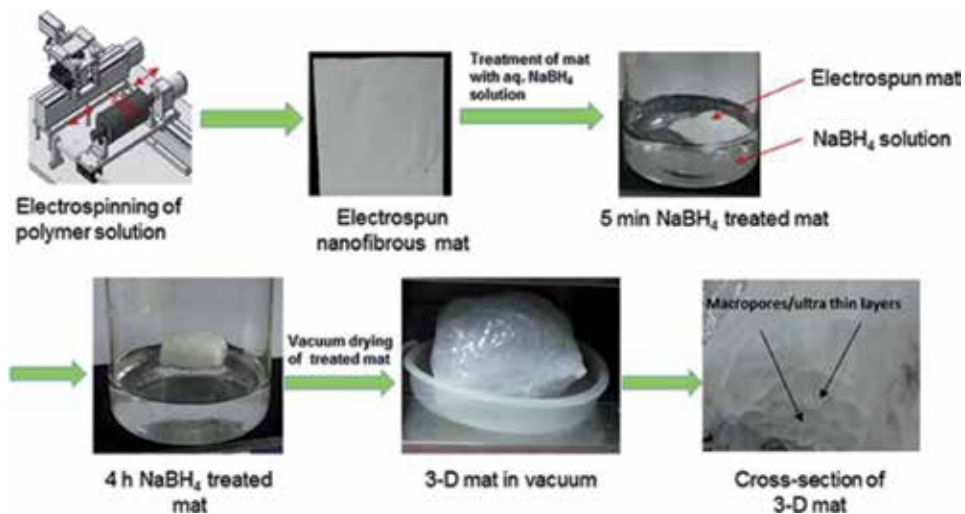 Treatment of mat
with aq. NaBH₄
solution
Electrospun mat
NaBH₄ solution
Electrospinning of
polymer solution
Electrospun
nanofibrous mat
5 min NaBH₄ treated mat
Vacuum drying
of treated mat
Macropores/ultra thin layers
4 h NaBH₄ treated
mat
3-D mat in vacuum
Cross-section of
3-D mat